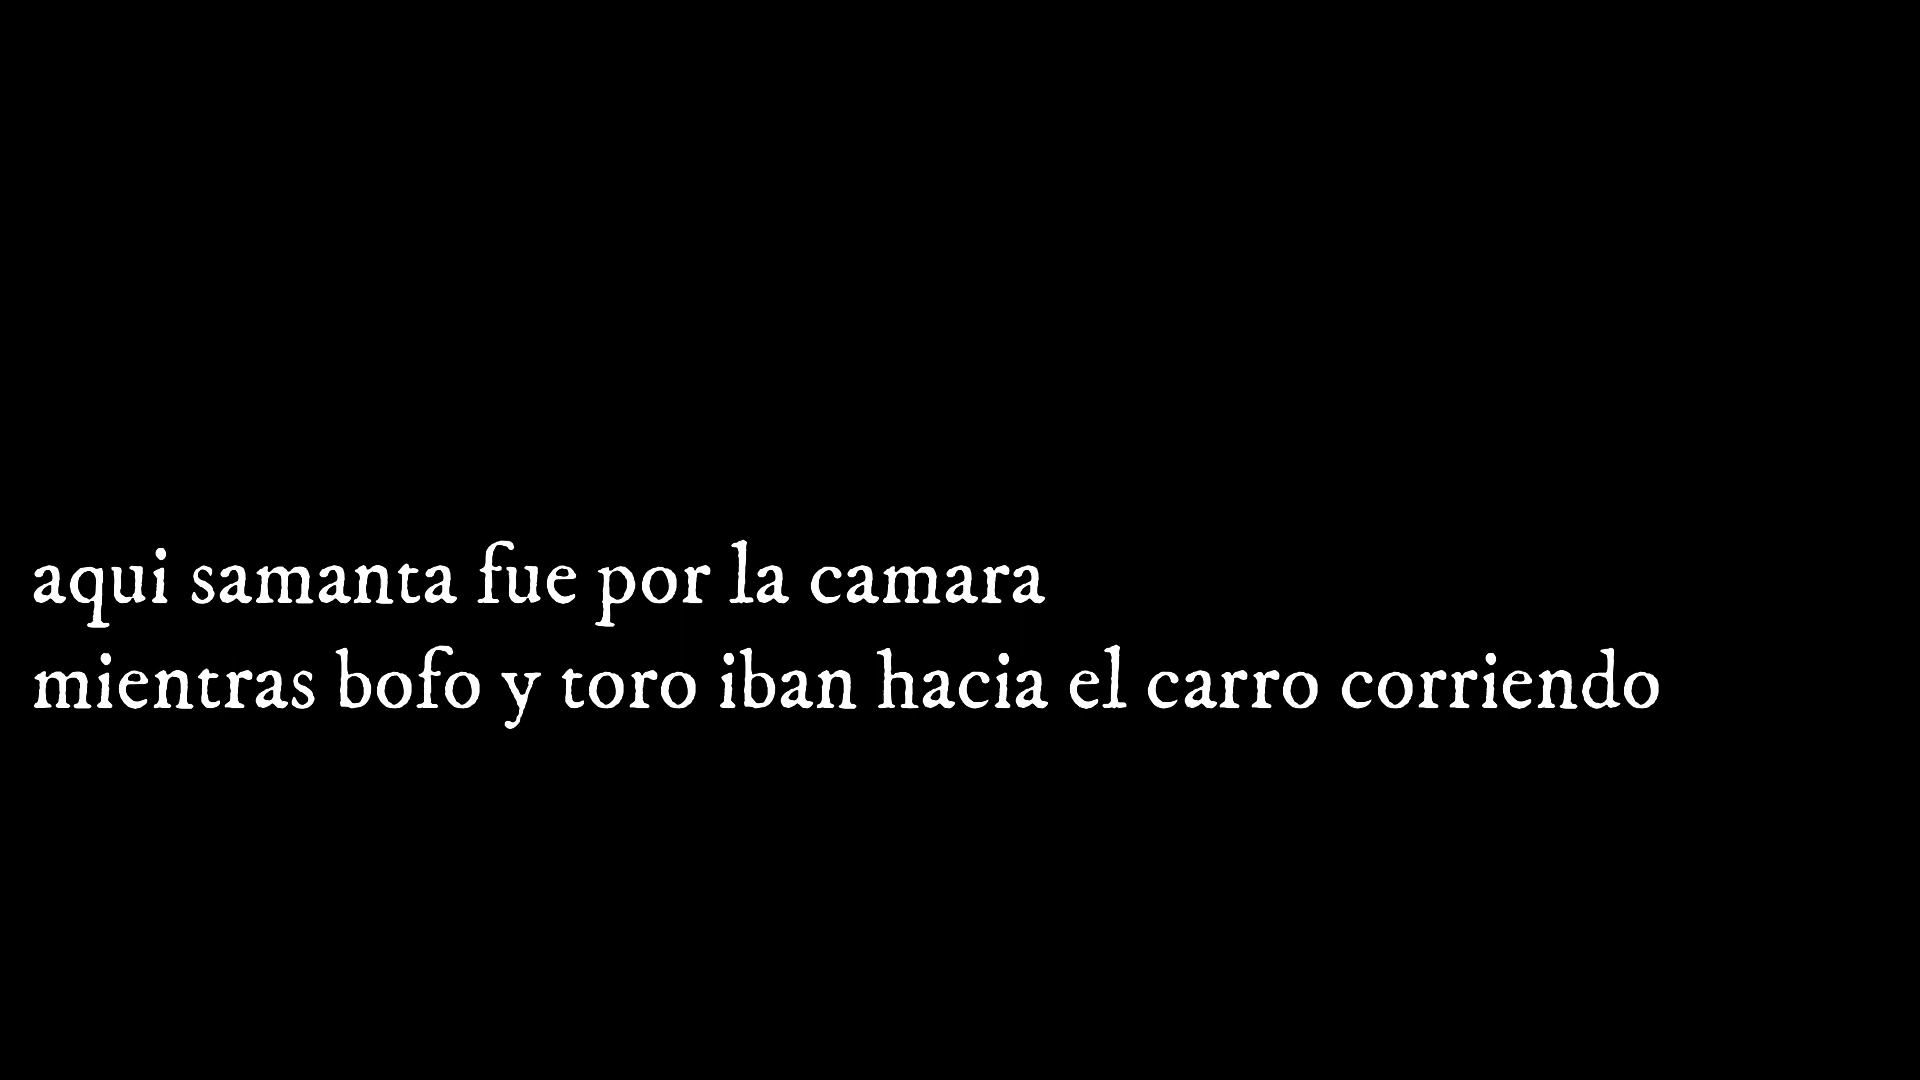 aqui samanta fue por la camara
mientras bofo y toro iban hacia el carro corriendo